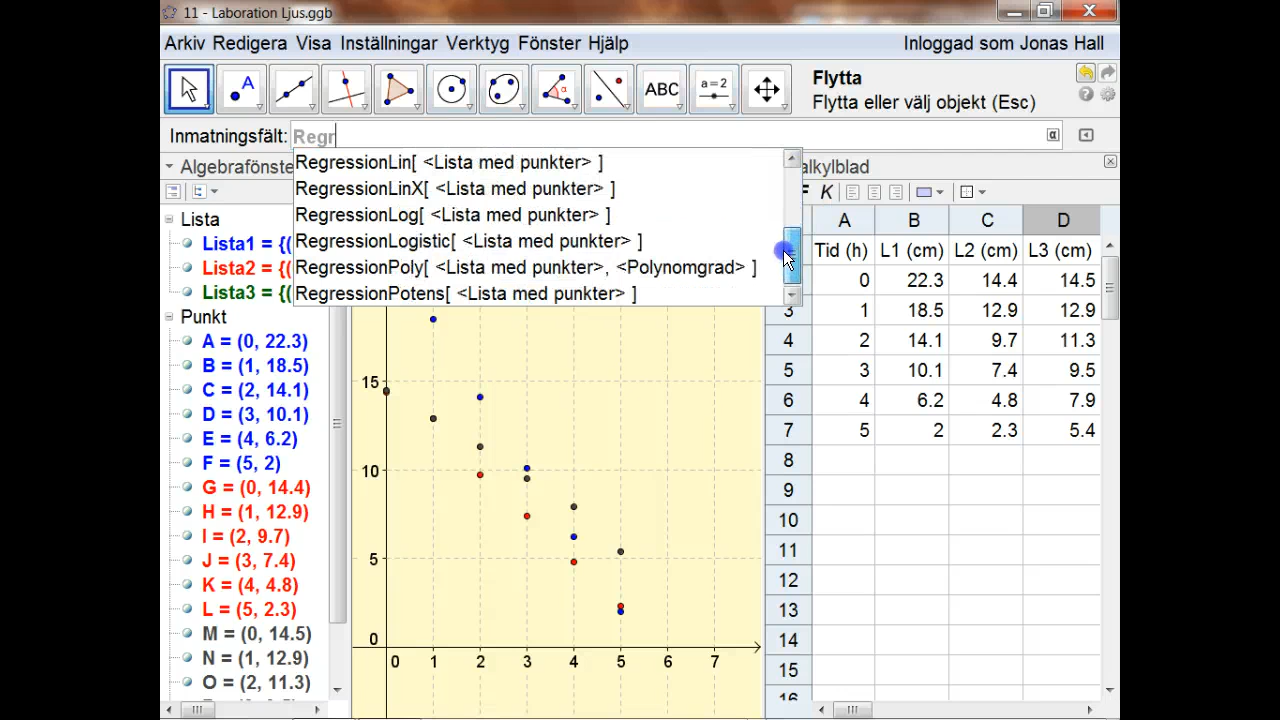 11 - Laboration Ljus.ggb
Arkiv Redigera Visa Inställningar Verktyg Fönster Hjälp
Inloggad som Jonas Hall
A
α
ABC
a=2
Flytta
Flytta eller välj objekt (Esc)
Inmatningsfält: Regr
α
RegressionLin[ <Lista med punkter> ]
RegressionLinX[ <Lista med punkter> ]
RegressionLog[ <Lista med punkter> ]
RegressionLogistic[ <Lista med punkter> ]
RegressionPoly[ <Lista med punkter>, <Polynomgrad> ]
RegressionPotens[ <Lista med punkter> ]
Algebrafönste
Lista
Lista1 = {(
Lista2 = {(
Lista3 = {(
Punkt
A = (0, 22.3)
B = (1, 18.5)
C = (2, 14.1)
D = (3, 10.1)
E = (4, 6.2)
F = (5, 2)
G = (0, 14.4)
H = (1, 12.9)
I = (2, 9.7)
J = (3, 7.4)
K = (4, 4.8)
L = (5, 2.3)
M = (0, 14.5)
N = (1, 12.9)
O = (2, 11.3)
15
10
5
0
0 1 2 3 4 5 6 7
alkylblad
K
A B C D
Tid (h) L1 (cm) L2 (cm) L3 (cm)
0 22.3 14.4 14.5
3 1 18.5 12.9 12.9
4 2 14.1 9.7 11.3
5 3 10.1 7.4 9.5
6 4 6.2 4.8 7.9
7 5 2 2.3 5.4
8
9
10
11
12
13
14
15
16